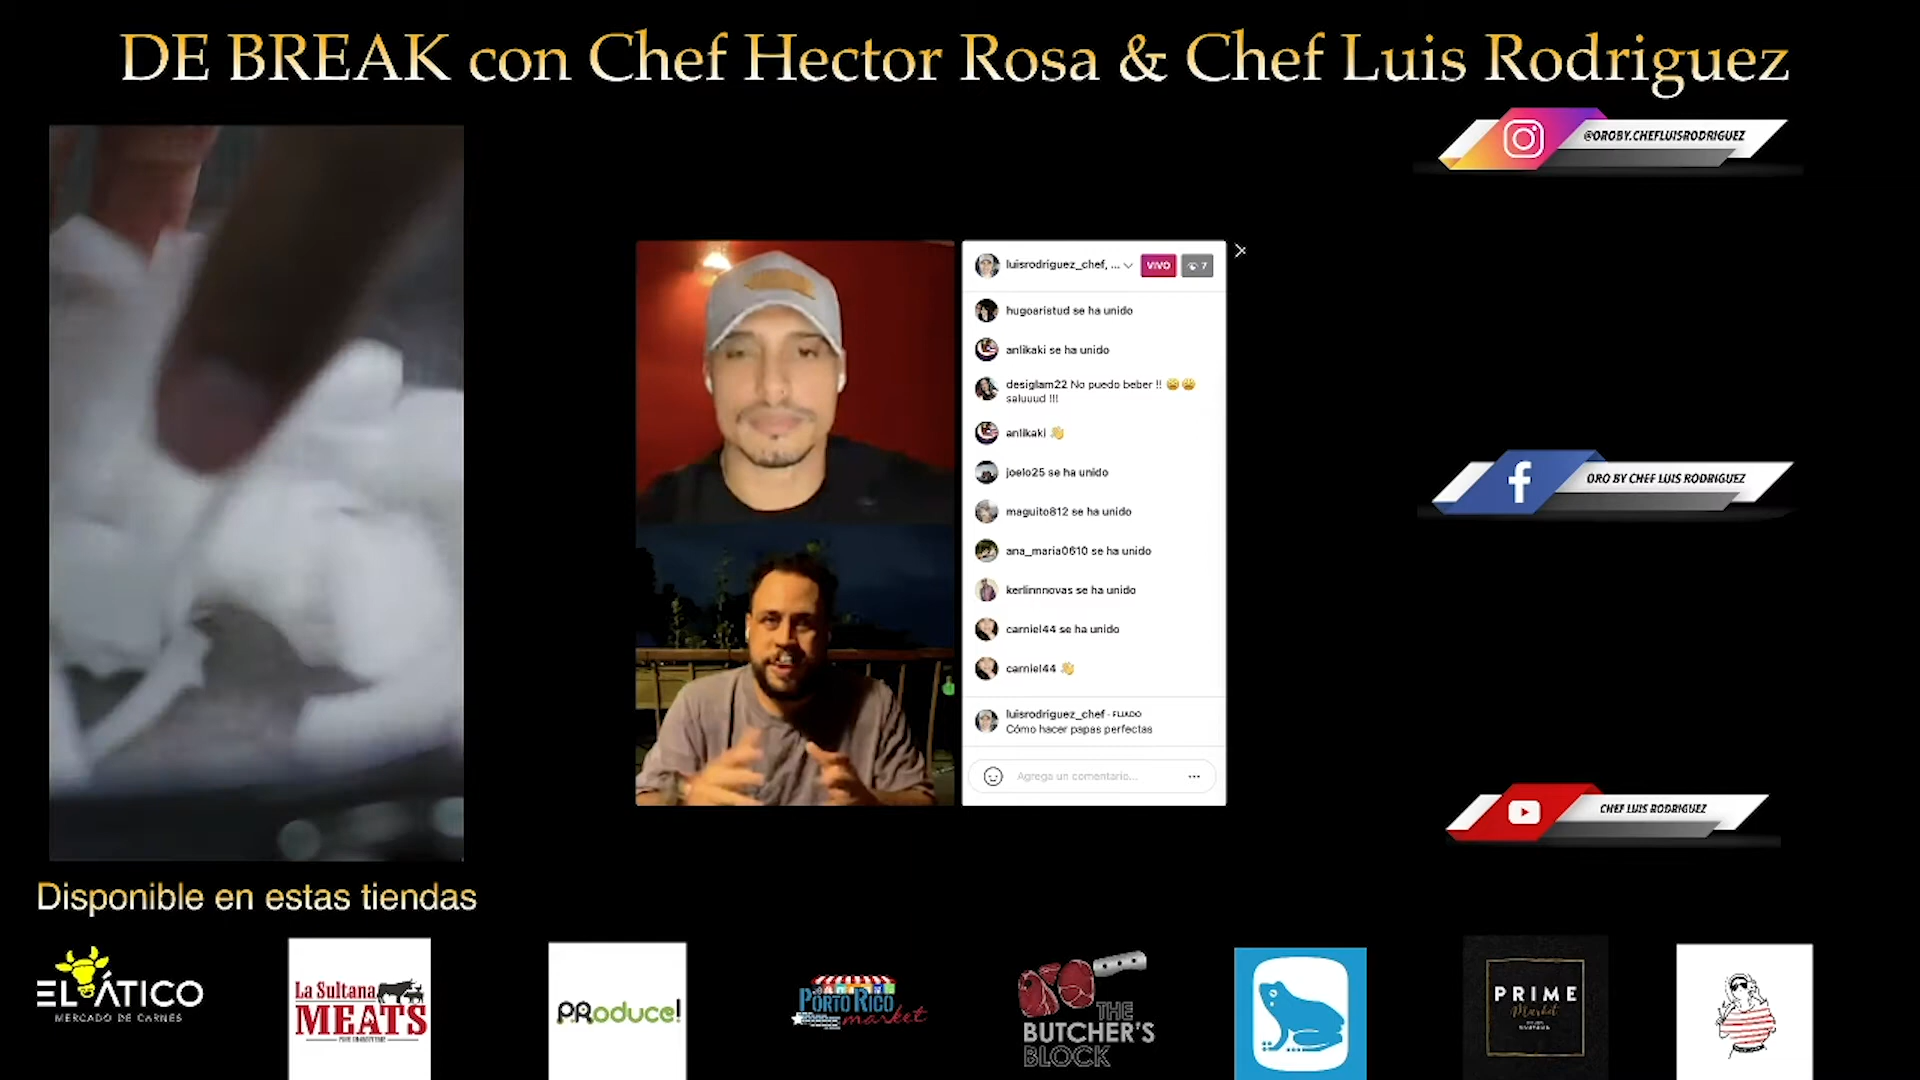 DE BREAK con Chef Hector Rosa & Chef Luis Rodriguez
@OROBY.CHEFLUISRODRIGUEZ
luisrodriguez_chef, ...
VIVO
7
hugoaristud se ha unido
anlikaki se ha unido
desiglam22 No puedo beber !! 😫😩
saluuud !!!
anlikaki 👋
joelo25 se ha unido
maguito812 se ha unido
ana_maria0610 se ha unido
kerlinnnovas se ha unido
carniel44 se ha unido
carniel44 👋
luisrodriguez_chef · FIJADO
Cómo hacer papas perfectas
Agrega un comentario...
ORO BY CHEF LUIS RODRIGUEZ
CHEF LUIS RODRIGUEZ
Disponible en estas tiendas
EL ÁTICO
MERCADO DE CARNES
La Sultana
MEATS
PRoduce!
PORTO RICO
market
THE
BUTCHER'S
BLOCK
PRIME
Market